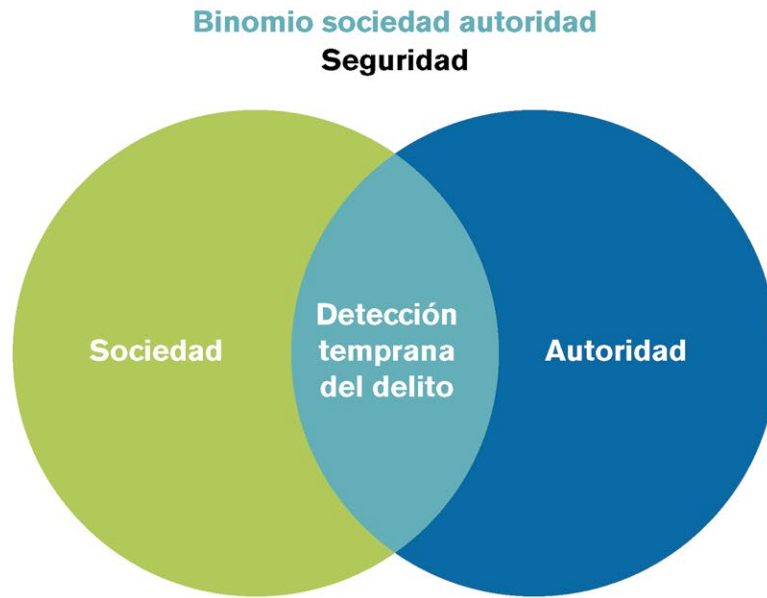 Binomio sociedad autoridad
Seguridad
Sociedad
Detección
temprana
del delito
Autoridad